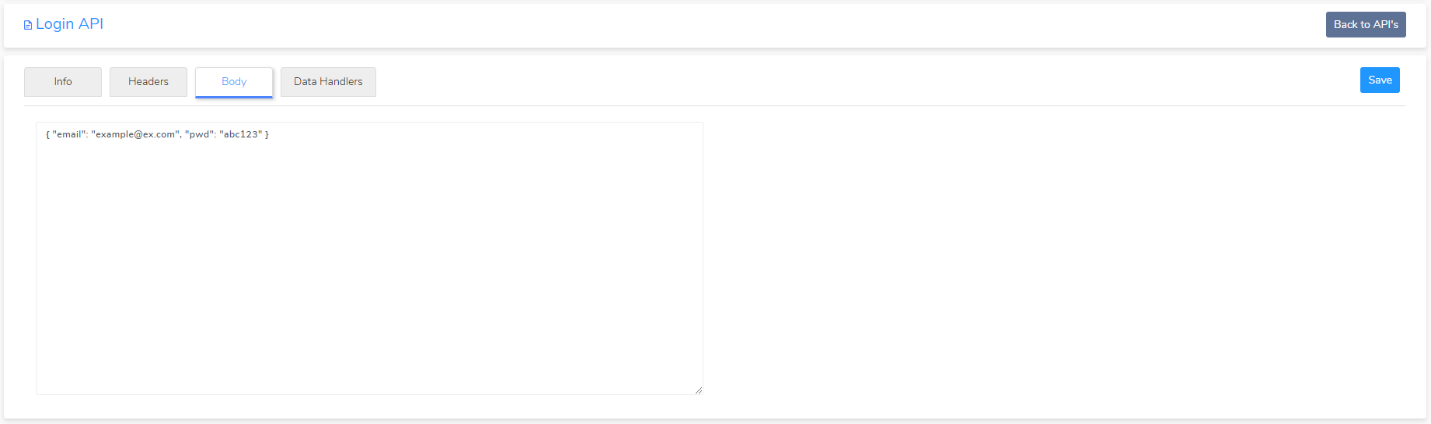 Login API
Back to API's
Info
Headers
Body
Data Handlers
Save
{ "email": "example@ex.com", "pwd": "abc123" }